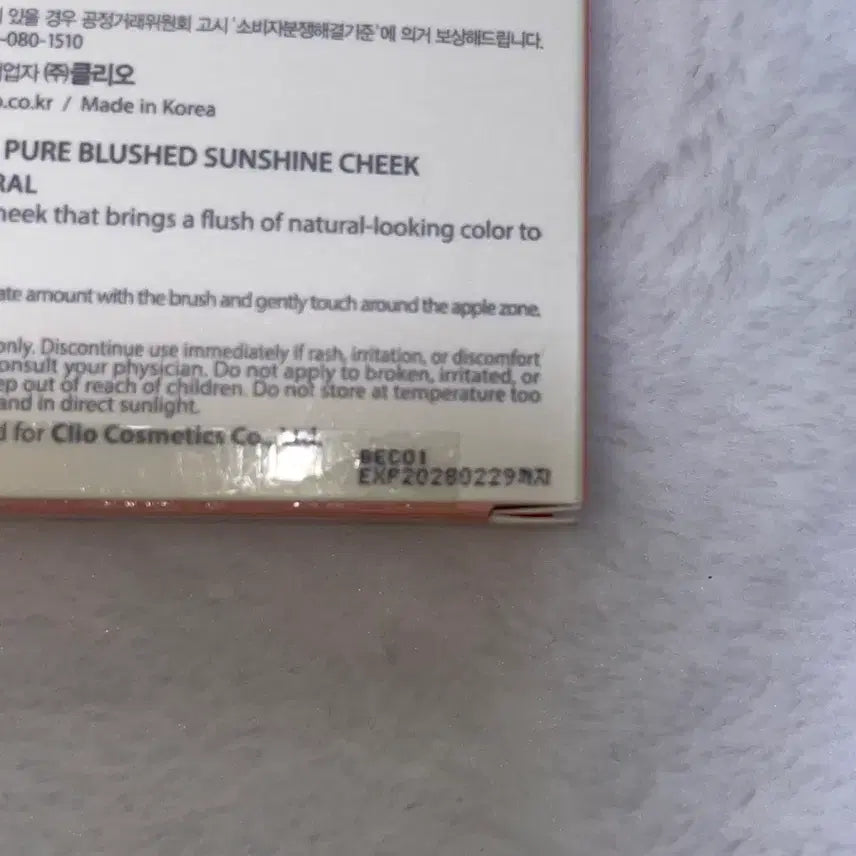 있을 경우 공정거래위원회 고시 '소비자분쟁해결기준'에 의거 보상해드립니다.
-080-1510
업자 (주)클리오
.co.kr / Made in Korea
PURE BLUSHED SUNSHINE CHEEK
RAL
heek that brings a flush of natural-looking color to
ate amount with the brush and gently touch around the apple zone.
only. Discontinue use immediately if rash, irritation, or discomfort
onsult your physician. Do not apply to broken, irritated, or
ep out of reach of children. Do not store at temperature too
and in direct sunlight.
d for Clio Cosmetics Co., Ltd.
BEC01
EXP20280229까지